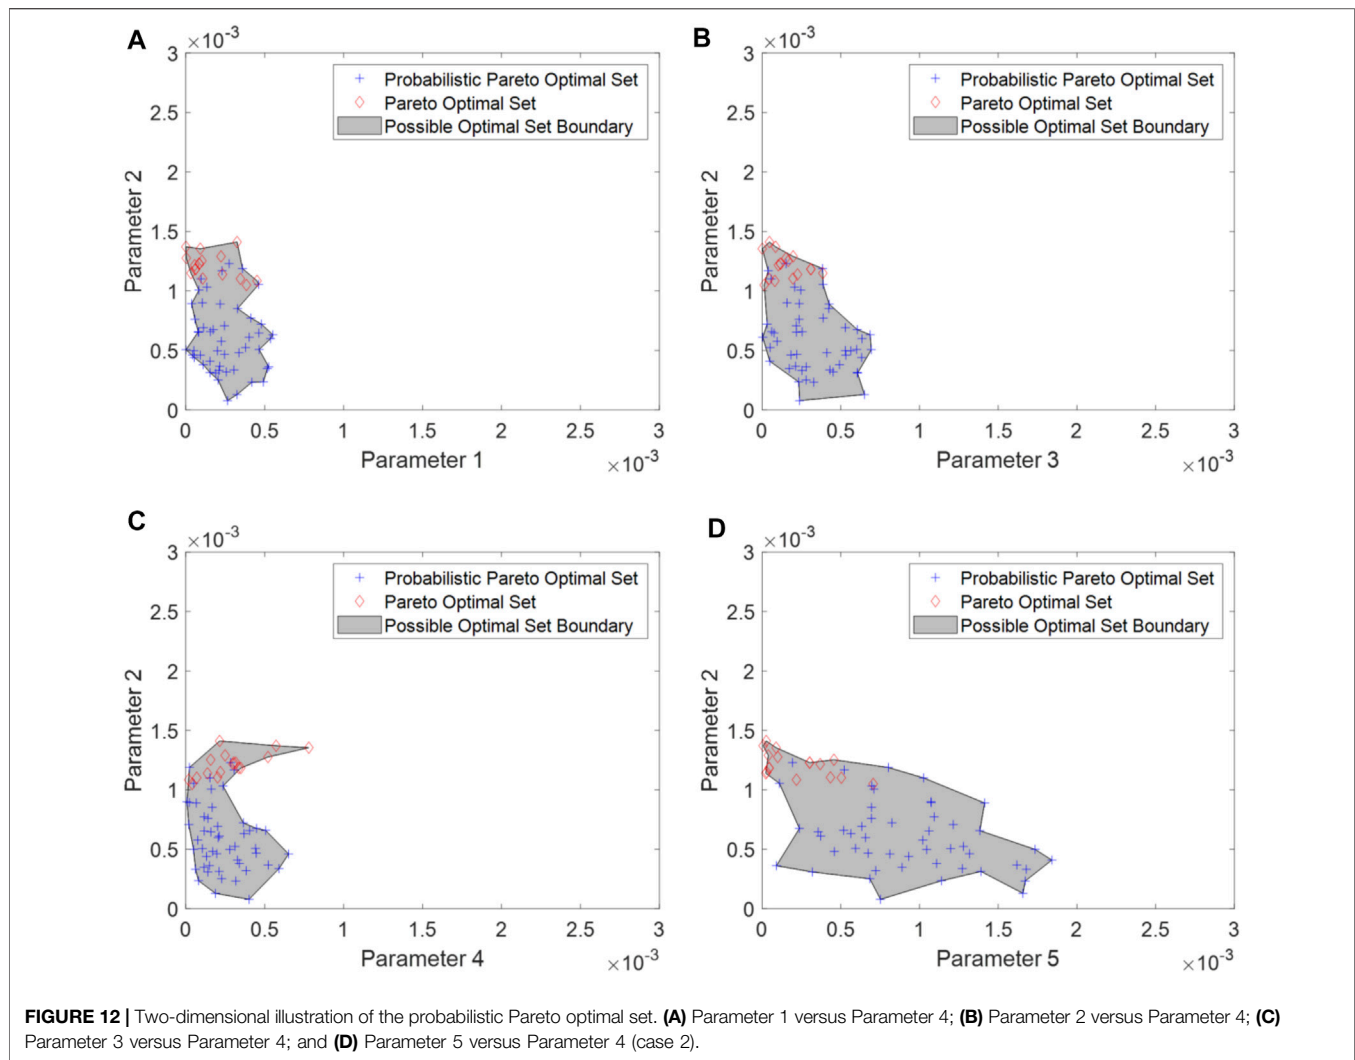 A
×10⁻³
3
2.5
2
1.5
1
0.5
0
Parameter 2
Probabilistic Pareto Optimal Set
Pareto Optimal Set
Possible Optimal Set Boundary
0 0.5 1 1.5 2 2.5 3
Parameter 1
×10⁻³
B
×10⁻³
3
2.5
2
1.5
1
0.5
0
Parameter 2
Probabilistic Pareto Optimal Set
Pareto Optimal Set
Possible Optimal Set Boundary
0 0.5 1 1.5 2 2.5 3
Parameter 3
×10⁻³
C
×10⁻³
3
2.5
2
1.5
1
0.5
0
Parameter 2
Probabilistic Pareto Optimal Set
Pareto Optimal Set
Possible Optimal Set Boundary
0 0.5 1 1.5 2 2.5 3
Parameter 4
×10⁻³
D
×10⁻³
3
2.5
2
1.5
1
0.5
0
Parameter 2
Probabilistic Pareto Optimal Set
Pareto Optimal Set
Possible Optimal Set Boundary
0 0.5 1 1.5 2 2.5 3
Parameter 5
×10⁻³
FIGURE 12 | Two-dimensional illustration of the probabilistic Pareto optimal set. (A) Parameter 1 versus Parameter 4; (B) Parameter 2 versus Parameter 4; (C)
Parameter 3 versus Parameter 4; and (D) Parameter 5 versus Parameter 4 (case 2).